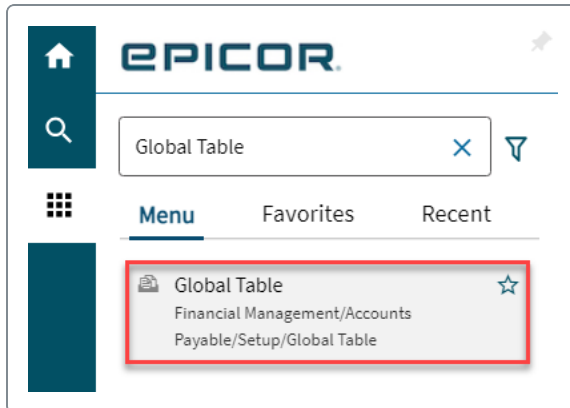 EPICOR
Global Table
Menu Favorites Recent
Global Table
Financial Management/Accounts
Payable/Setup/Global Table